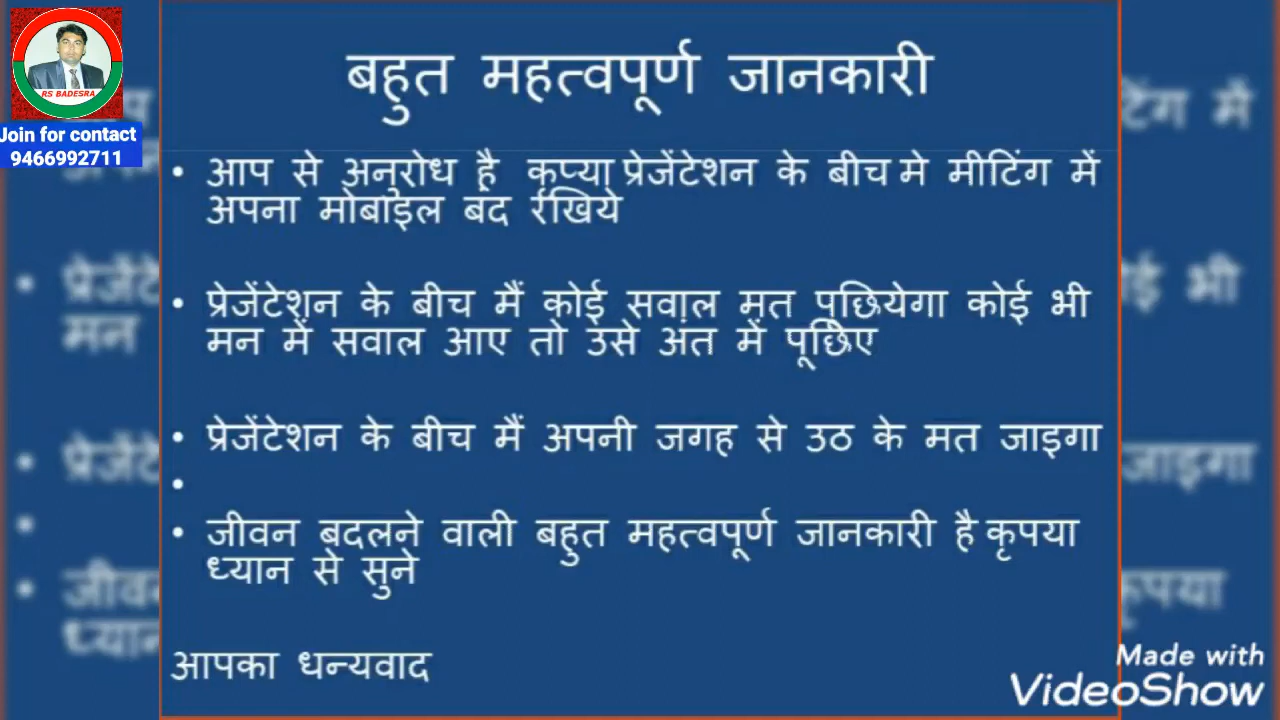 RS BADESRA
Join for contact
9466992711
बहुत महत्वपूर्ण जानकारी
• आप से अनुरोध है कृप्या प्रेजेंटेशन के बीच मे मीटिंग में
अपना मोबाइल बंद रखिये
• प्रेजेंटेशन के बीच मैं कोई सवाल मत पूछियेगा कोई भी
मन में सवाल आए तो उसे अंत में पूछिए
• प्रेजेंटेशन के बीच मैं अपनी जगह से उठ के मत जाइगा
•
• जीवन बदलने वाली बहुत महत्वपूर्ण जानकारी है कृपया
ध्यान से सुने
आपका धन्यवाद
Made with
VideoShow